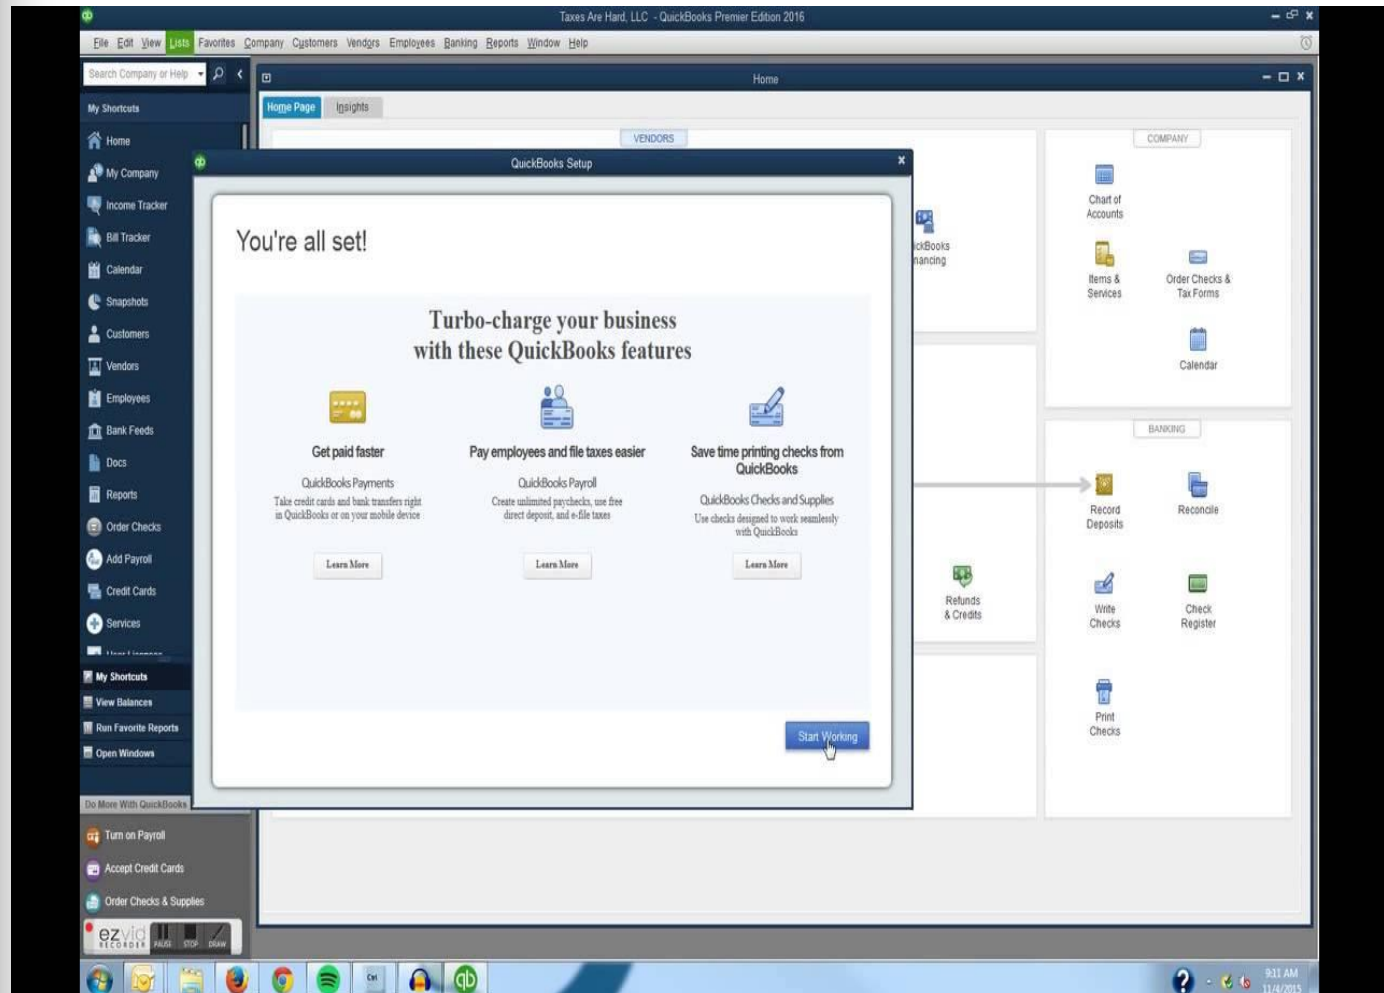 Taxes Are Hard, LLC - QuickBooks Premier Edition 2016
File Edit View Lists Favorites Company Customers Vendors Employees Banking Reports Window Help
Search Company or Help
Home
My Shortcuts
Home Page Insights
Home
My Company
Income Tracker
Bill Tracker
Calendar
Snapshots
Customers
Vendors
Employees
Bank Feeds
Docs
Reports
Order Checks
Add Payroll
Credit Cards
Services
My Shortcuts
View Balances
Run Favorite Reports
Open Windows
Do More With QuickBooks
Turn on Payroll
Accept Credit Cards
Order Checks & Supplies
ezvid
RECORDER PAUSE STOP DRAW
VENDORS
qb
QuickBooks Setup
You're all set!
Turbo-charge your business
with these QuickBooks features
Get paid faster
QuickBooks Payments
Take credit cards and bank transfers right
in QuickBooks or on your mobile device
Learn More
Pay employees and file taxes easier
QuickBooks Payroll
Create unlimited paychecks, use free
direct deposit, and e-file taxes
Learn More
Save time printing checks from
QuickBooks
QuickBooks Checks and Supplies
Use checks designed to work seamlessly
with QuickBooks
Learn More
Start Working
Refunds
& Credits
COMPANY
Chart of
Accounts
Items &
Services
Order Checks &
Tax Forms
Calendar
BANKING
Record
Deposits
Reconcile
Write
Checks
Check
Register
Print
Checks
Ctrl
qb
9:11 AM
11/4/2015